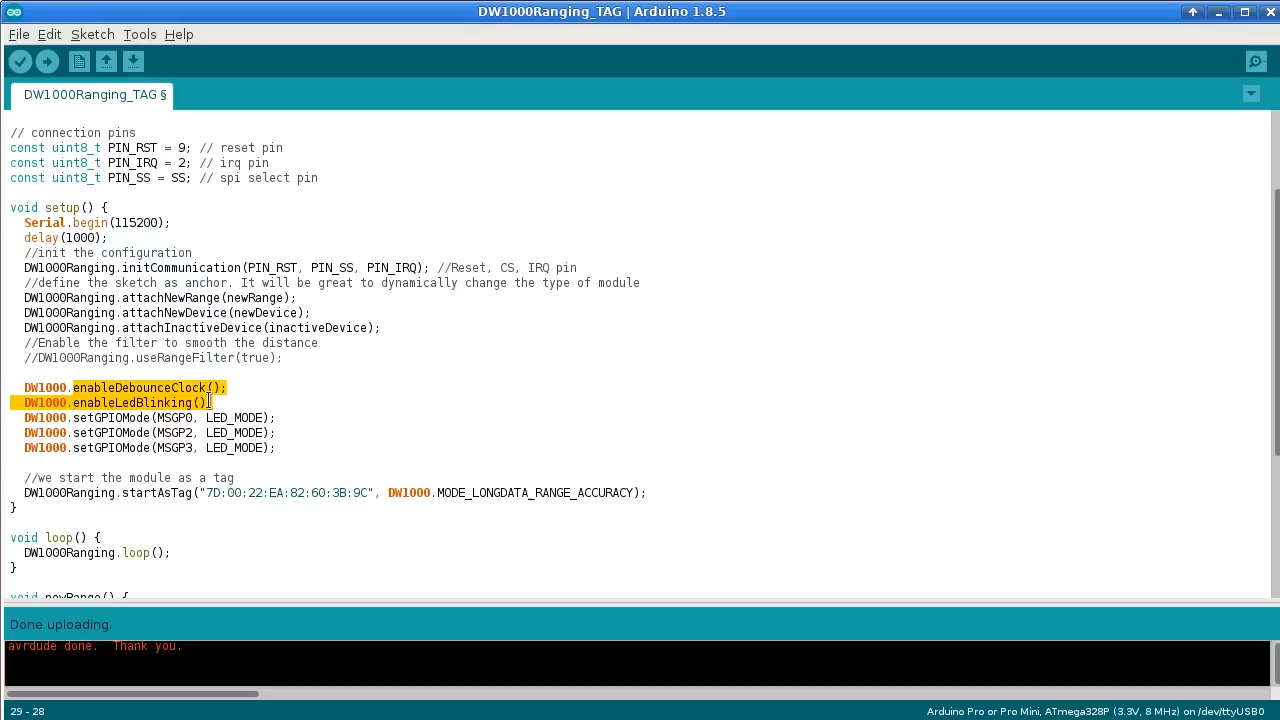 DW1000Ranging_TAG | Arduino 1.8.5
File Edit Sketch Tools Help
DW1000Ranging_TAG §
// connection pins
const uint8_t PIN_RST = 9; // reset pin
const uint8_t PIN_IRQ = 2; // irq pin
const uint8_t PIN_SS = SS; // spi select pin
void setup() {
Serial.begin(115200);
delay(1000);
//init the configuration
DW1000Ranging.initCommunication(PIN_RST, PIN_SS, PIN_IRQ); //Reset, CS, IRQ pin
//define the sketch as anchor. It will be great to dynamically change the type of module
DW1000Ranging.attachNewRange(newRange);
DW1000Ranging.attachNewDevice(newDevice);
DW1000Ranging.attachInactiveDevice(inactiveDevice);
//Enable the filter to smooth the distance
//DW1000Ranging.useRangeFilter(true);
DW1000.enableDebounceClock();
DW1000.enableLedBlinking();
DW1000.setGPIOMode(MSGP0, LED_MODE);
DW1000.setGPIOMode(MSGP2, LED_MODE);
DW1000.setGPIOMode(MSGP3, LED_MODE);
//we start the module as a tag
DW1000Ranging.startAsTag("7D:00:22:EA:82:60:3B:9C", DW1000.MODE_LONGDATA_RANGE_ACCURACY);
}
void loop() {
DW1000Ranging.loop();
}
void newRange() {
Done uploading.
avrdude done.  Thank you.
29 - 28
Arduino Pro or Pro Mini, ATmega328P (3.3V, 8 MHz) on /dev/ttyUSB0